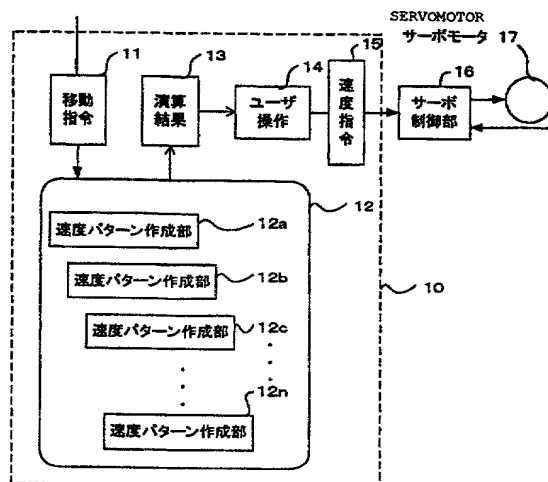 SERVOMOTOR
サーボモータ 17
11
13
14
15
16
移動
指令
演算
結果
ユーザ
操作
速度指令
サーボ
制御部
12
速度パターン作成部 12a
速度パターン作成部 12b
速度パターン作成部 12c
速度パターン作成部 12n
10